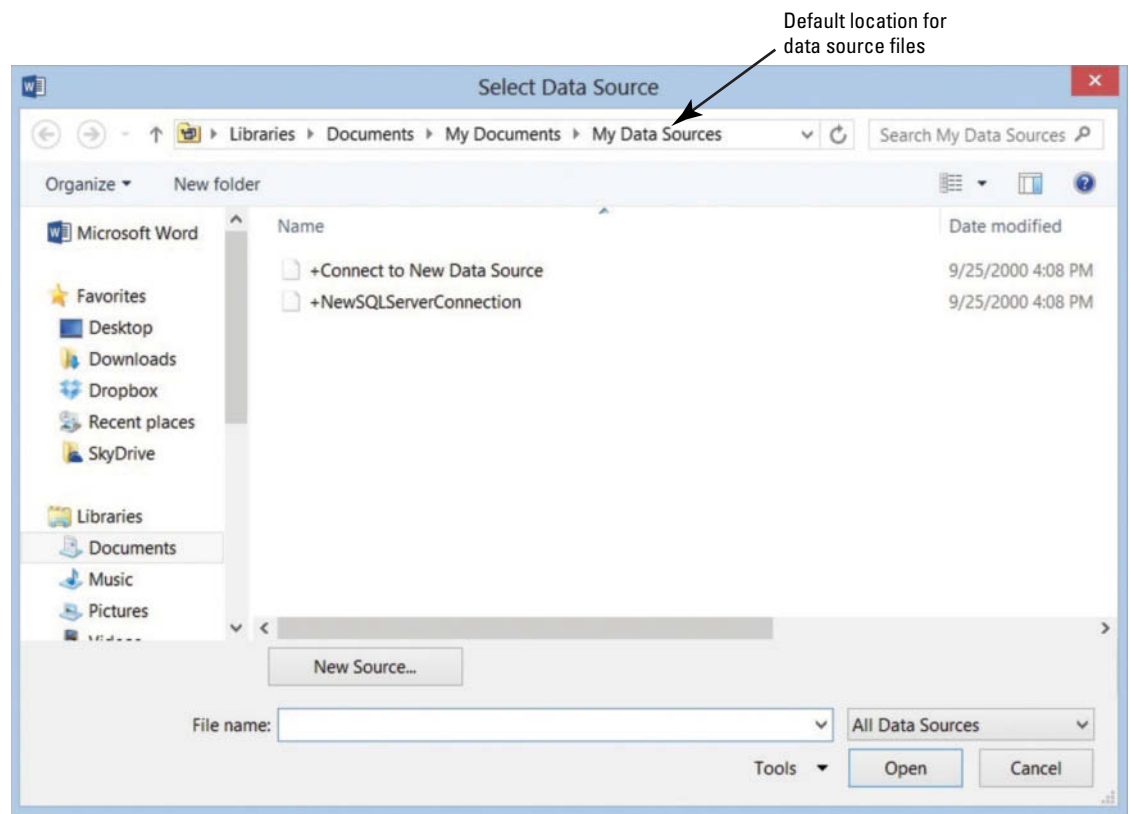 Default location for
data source files
Select Data Source
Libraries Documents My Documents My Data Sources Search My Data Sources
Organize New folder
Microsoft Word
Favorites
Desktop
Downloads
Dropbox
Recent places
SkyDrive
Libraries
Documents
Music
Pictures
Name Date modified
+Connect to New Data Source 9/25/2000 4:08 PM
+NewSQLServerConnection 9/25/2000 4:08 PM
New Source...
File name: All Data Sources
Tools Open Cancel